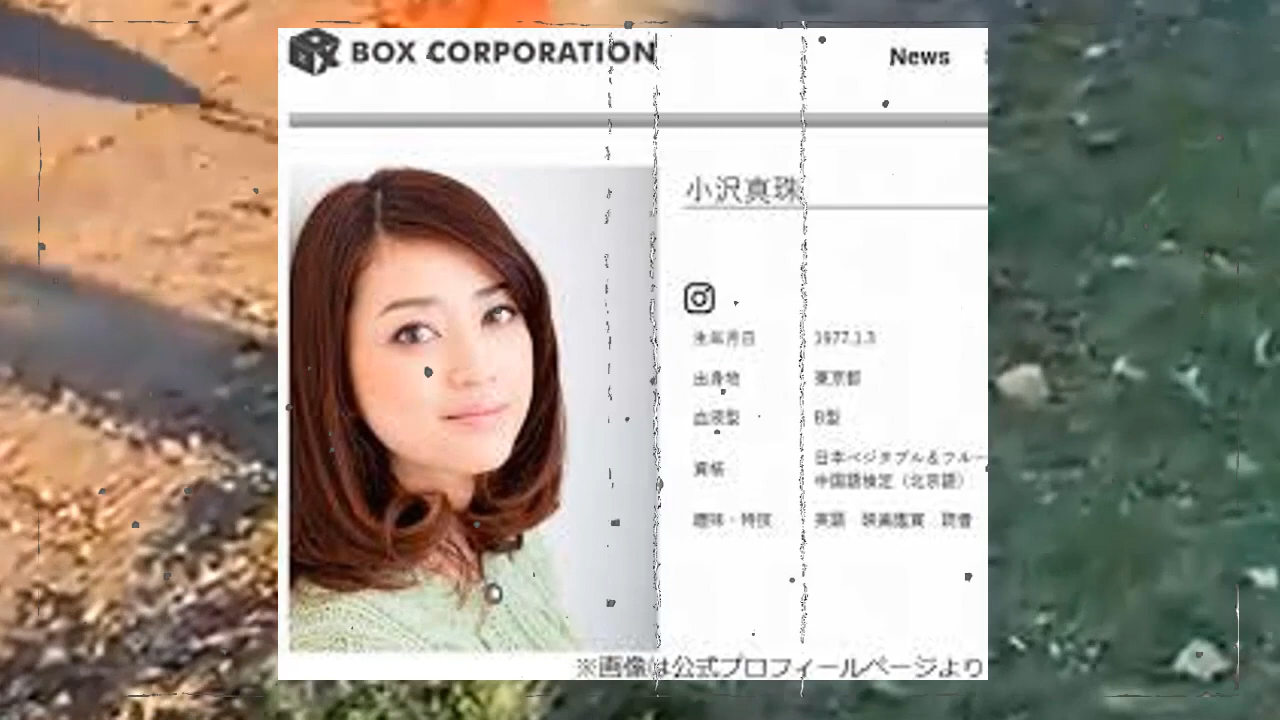 BOX CORPORATION
News
小沢真珠
生年月日 1977.1.3
出身地 東京都
血液型 B型
資格 日本ベジタブル&フルー
中国語検定（北京語）
趣味・特技 英語 映画鑑賞 読書
※画像は公式プロフィールページより